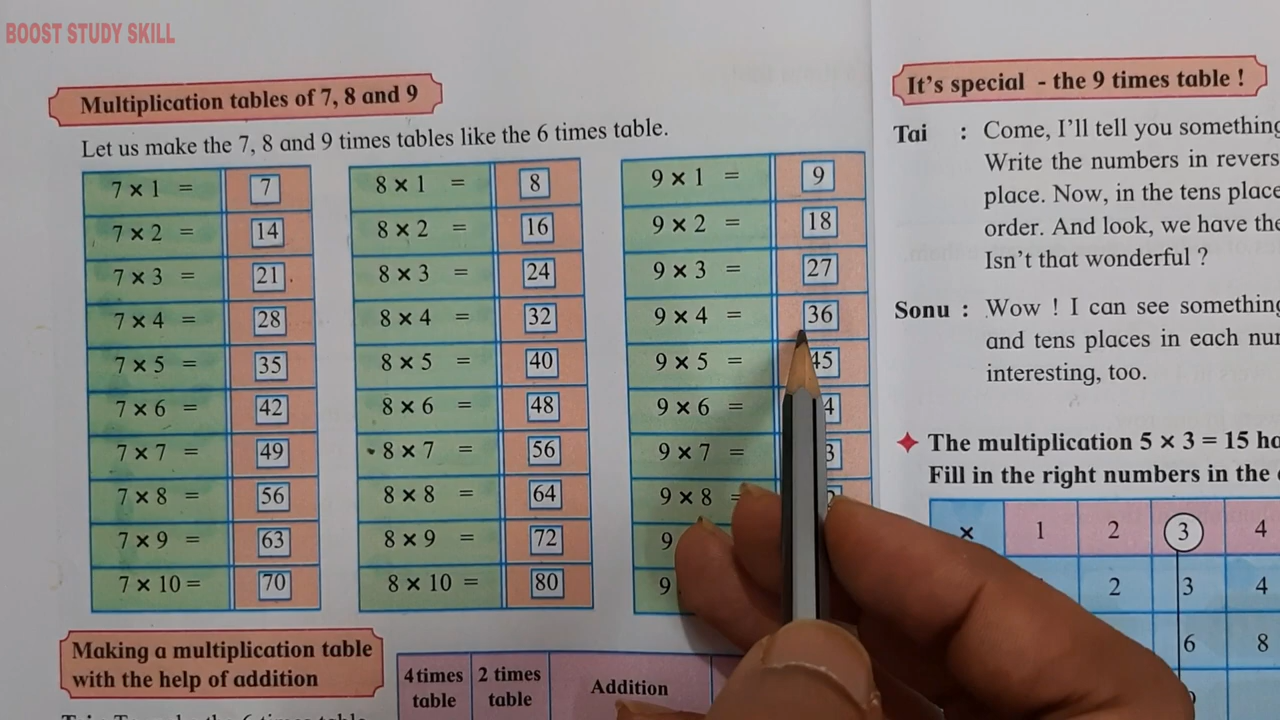 BOOST STUDY SKILL
Multiplication tables of 7, 8 and 9
Let us make the 7, 8 and 9 times tables like the 6 times table.
7 × 1 = 7
7 × 2 = 14
7 × 3 = 21
7 × 4 = 28
7 × 5 = 35
7 × 6 = 42
7 × 7 = 49
7 × 8 = 56
7 × 9 = 63
7 × 10 = 70
8 × 1 = 8
8 × 2 = 16
8 × 3 = 24
8 × 4 = 32
8 × 5 = 40
8 × 6 = 48
8 × 7 = 56
8 × 8 = 64
8 × 9 = 72
8 × 10 = 80
9 × 1 = 9
9 × 2 = 18
9 × 3 = 27
9 × 4 = 36
9 × 5 = 45
9 × 6 = 4
9 × 7 = 3
9 × 8 =
9
9
Making a multiplication table
with the help of addition
4 times table
2 times table
Addition
It's special - the 9 times table !
Tai : Come, I'll tell you something
Write the numbers in
place. Now, in the tens place
order. And look, we have the
Isn't that wonderful ?
Sonu : Wow ! I can see something
and tens places in each
interesting, too.
The multiplication 5 × 3 = 15
Fill in the right numbers in the
× 1 2 3 4
2 3 4
6 8